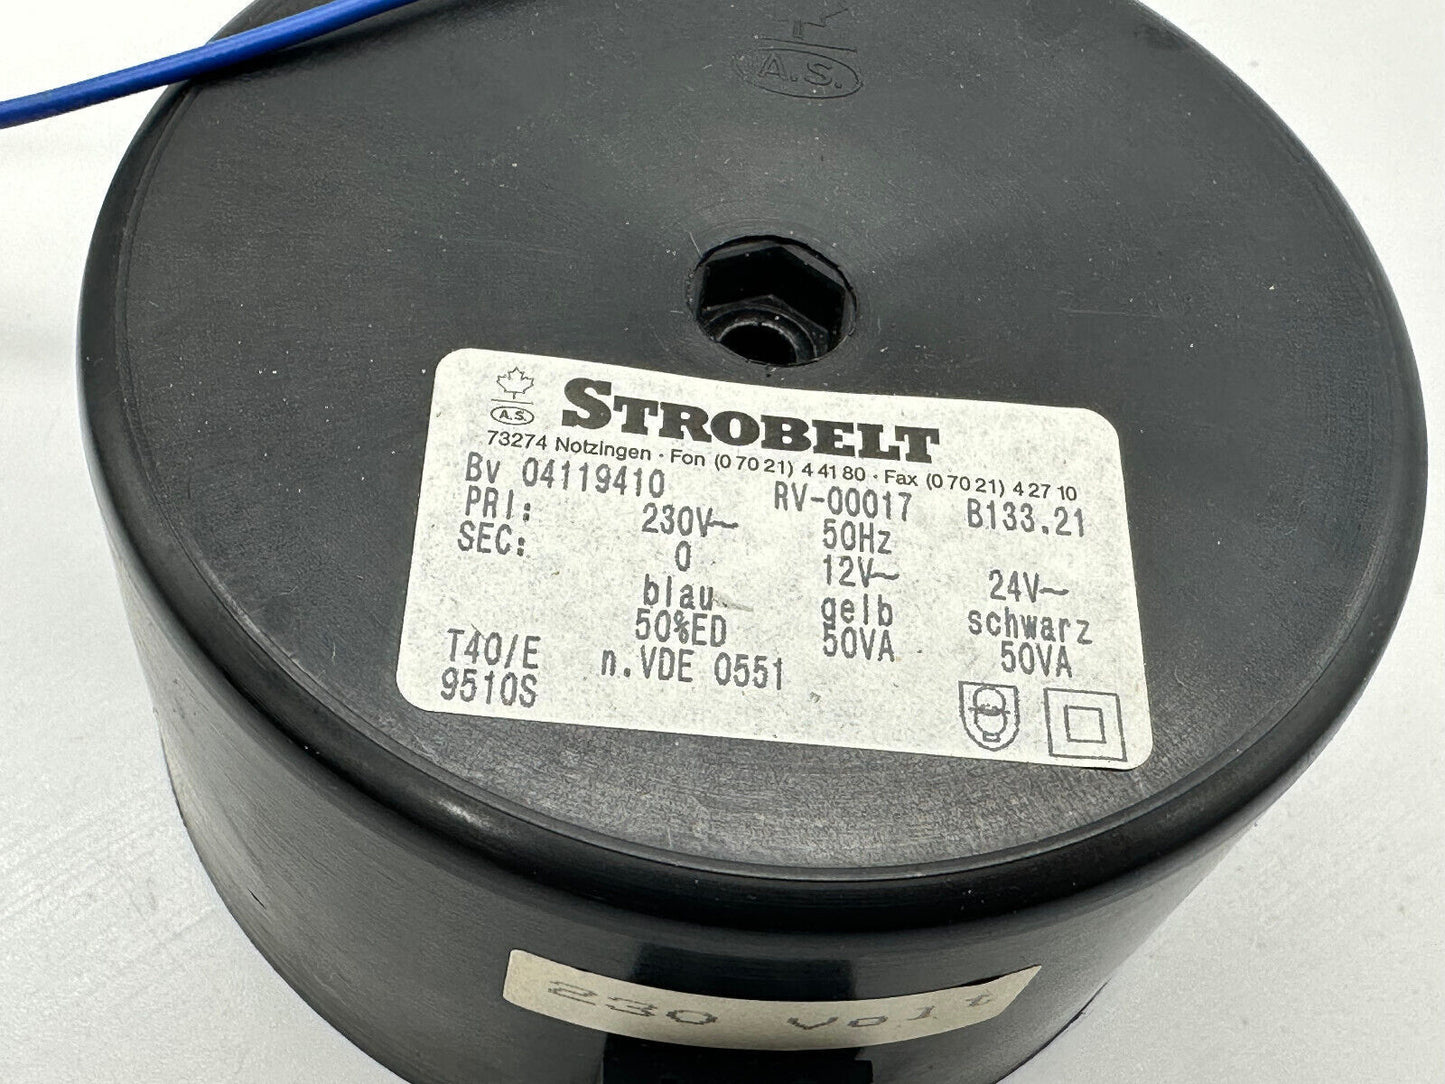 A.S.
A.S.
STROBELT
73274 Notzingen · Fon (0 70 21) 4 41 80 · Fax (0 70 21) 4 27 10
Bv 04119410 RV-00017 B133.21
PRI: 230V~ 50Hz
SEC: 0 12V~ 24V~
blau gelb schwarz
50%ED 50VA 50VA
T40/E n.VDE 0551
9510S
230 Volt